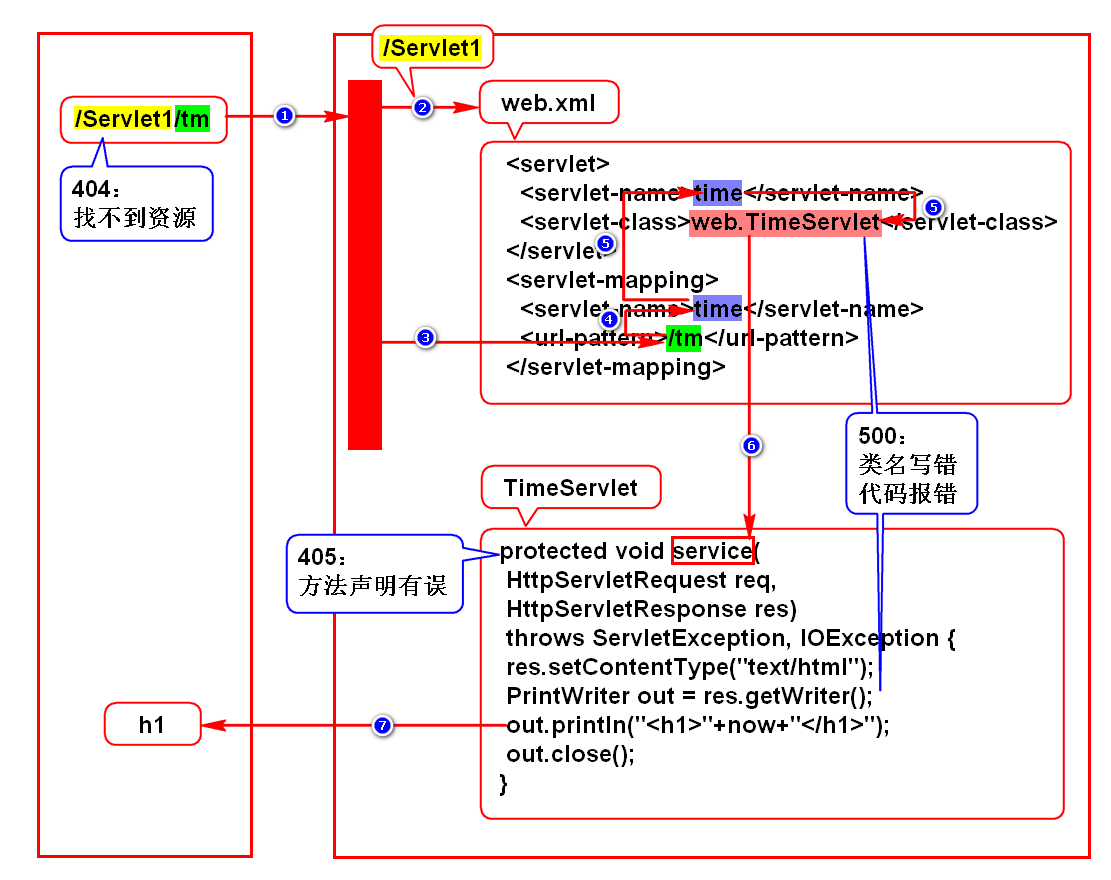 /Servlet1
/Servlet1/tm
1
2
web.xml
404：
找不到资源
<servlet>
<servlet-name>time</servlet-name>
5
<servlet-class>web.TimeServlet</servlet-class>
5
</servlet>
<servlet-mapping>
<servlet-name>time</servlet-name>
4
3
<url-pattern>/tm</url-pattern>
</servlet-mapping>
500：
类名写错
代码报错
6
TimeServlet
405：
方法声明有误
protected void service(
HttpServletRequest req,
HttpServletResponse res)
throws ServletException, IOException {
res.setContentType("text/html");
PrintWriter out = res.getWriter();
h1
7
out.println("<h1>"+now+"</h1>");
out.close();
}